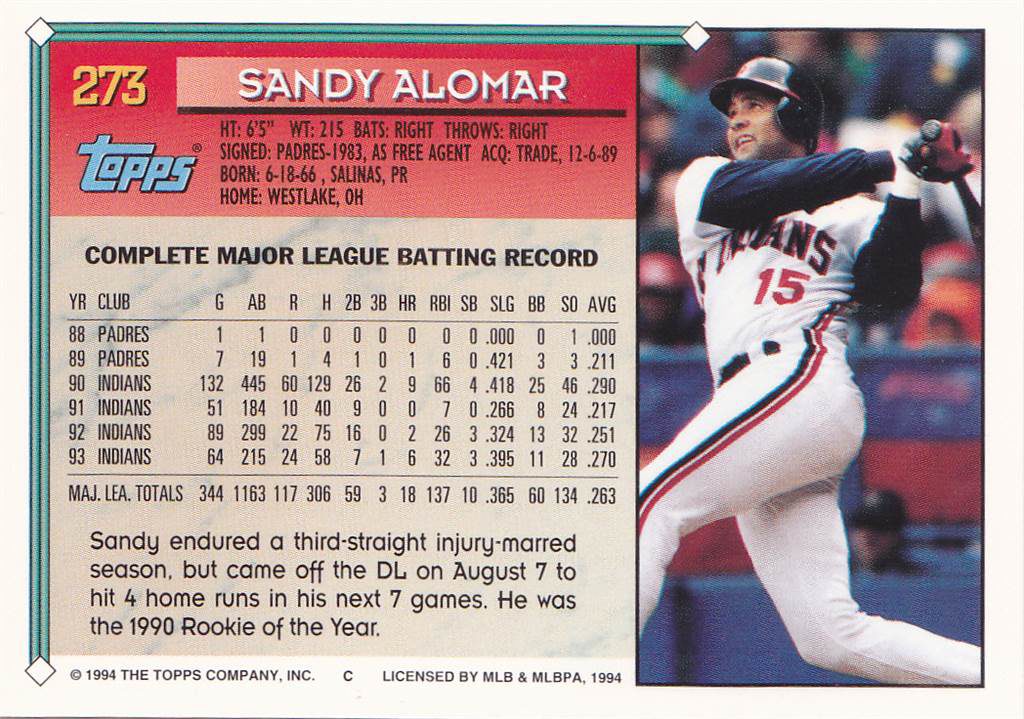 273
SANDY ALOMAR
Topps®
HT: 6'5" WT: 215 BATS: RIGHT THROWS: RIGHT
SIGNED: PADRES-1983, AS FREE AGENT ACQ: TRADE, 12-6-89
BORN: 6-18-66 , SALINAS, PR
HOME: WESTLAKE, OH
COMPLETE MAJOR LEAGUE BATTING RECORD
YR CLUB G AB R H 2B 3B HR RBI SB SLG BB SO AVG
88 PADRES 1 1 0 0 0 0 0 0 0 .000 0 1 .000
89 PADRES 7 19 1 4 1 0 1 6 0 .421 3 3 .211
90 INDIANS 132 445 60 129 26 2 9 66 4 .418 25 46 .290
91 INDIANS 51 184 10 40 9 0 0 7 0 .266 8 24 .217
92 INDIANS 89 299 22 75 16 0 2 26 3 .324 13 32 .251
93 INDIANS 64 215 24 58 7 1 6 32 3 .395 11 28 .270
MAJ. LEA. TOTALS 344 1163 117 306 59 3 18 137 10 .365 60 134 .263
Sandy endured a third-straight injury-marred
season, but came off the DL on August 7 to
hit 4 home runs in his next 7 games. He was
the 1990 Rookie of the Year.
© 1994 THE TOPPS COMPANY, INC. C LICENSED BY MLB & MLBPA, 1994
INDIANS
15